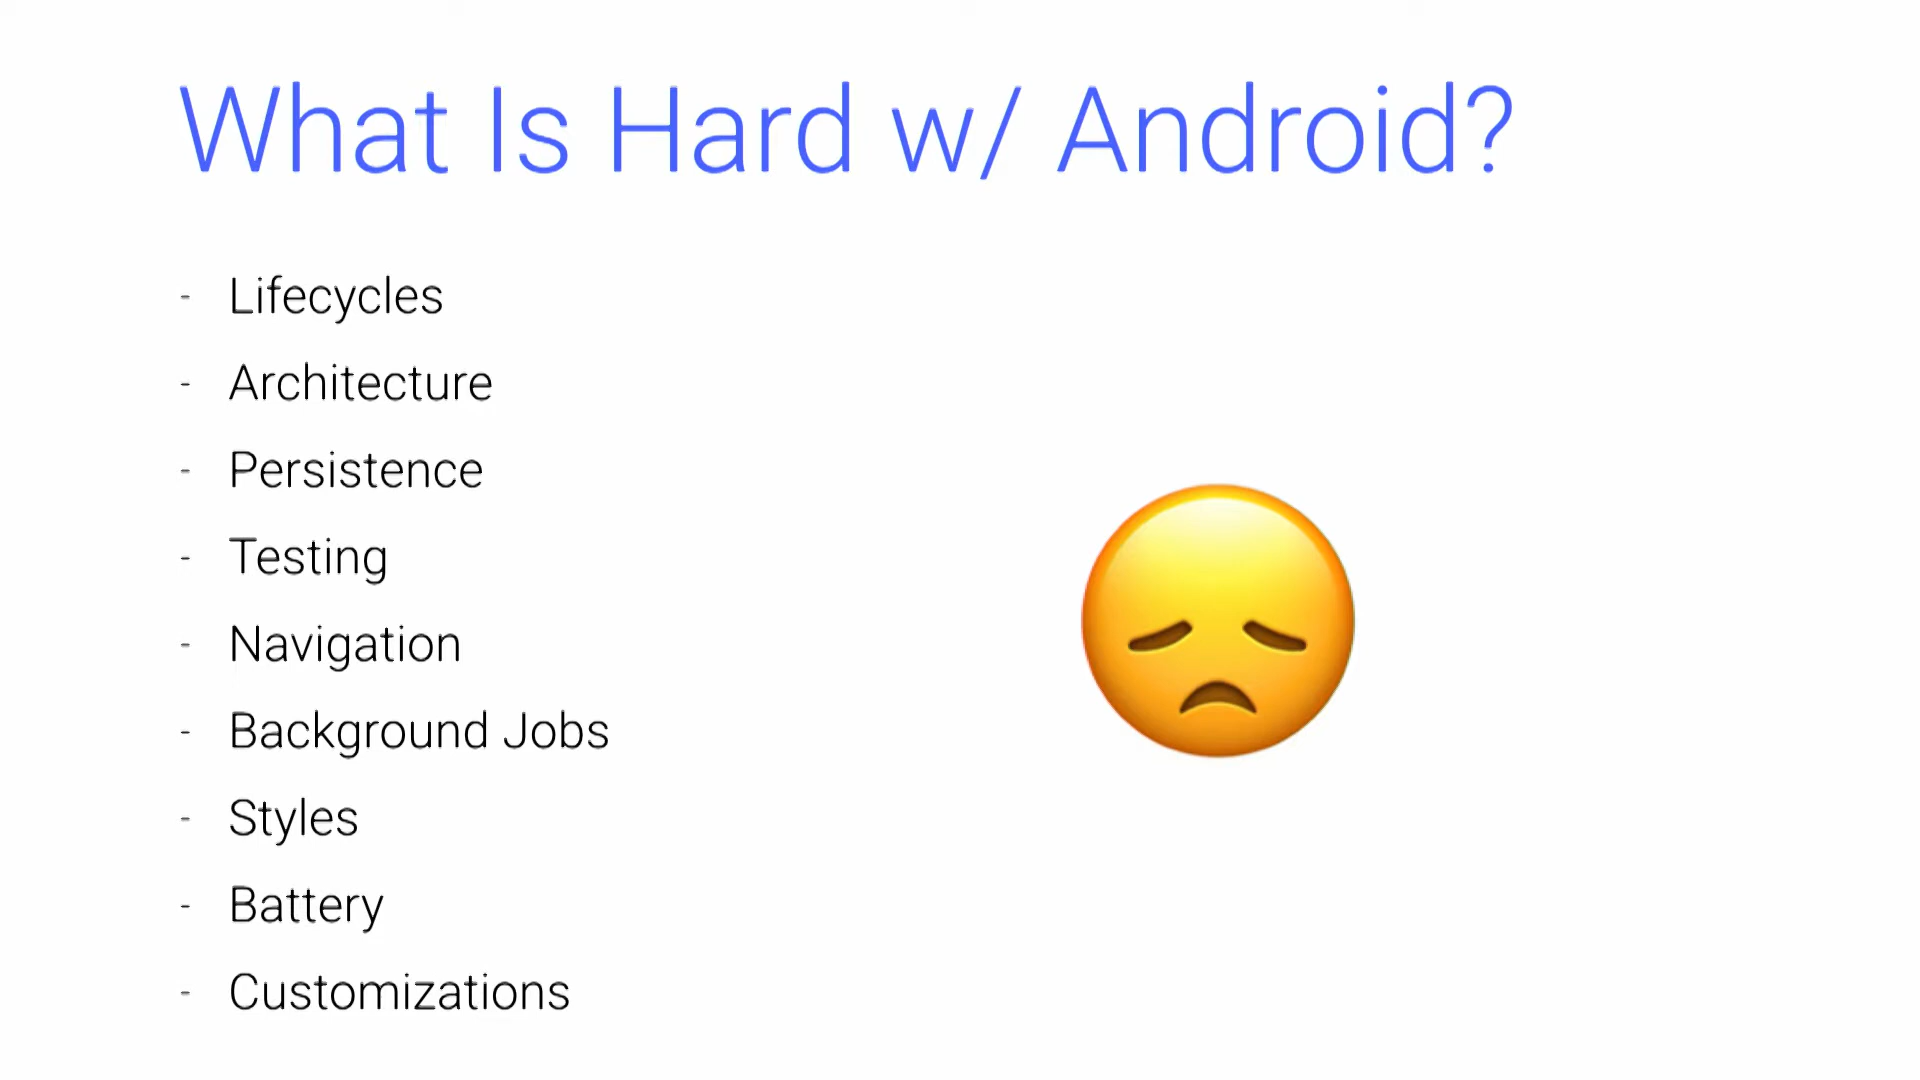 What Is Hard w/ Android?
- Lifecycles
- Architecture
- Persistence
- Testing
- Navigation
- Background Jobs
- Styles
- Battery
- Customizations